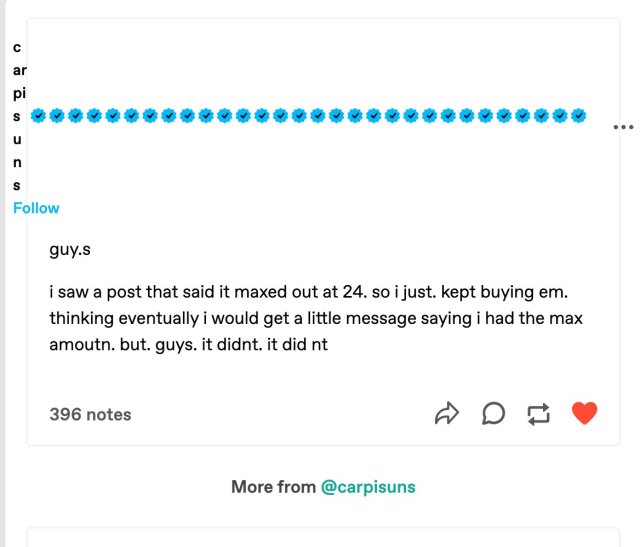 c
ar
pi
s
u
n
s
Follow
guy.s
i saw a post that said it maxed out at 24. so i just. kept buying em.
thinking eventually i would get a little message saying i had the max
amoutn. but. guys. it didnt. it did nt
396 notes
More from @carpisuns